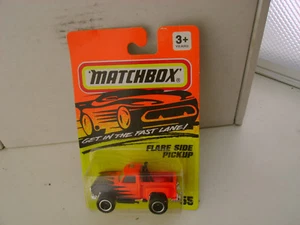 3+
MATCHBOX
GET IN THE FAST LANE!
FLARE SIDE
PICKUP